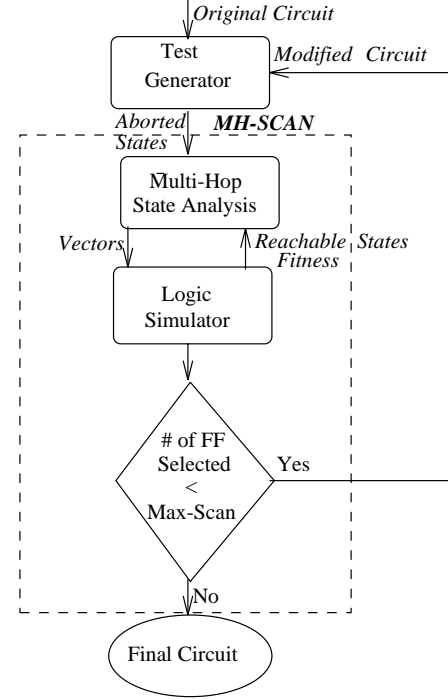 Original Circuit
Test
Generator
Modified Circuit
Aborted
States
MH-SCAN
Multi-Hop
State Analysis
Vectors
Reachable States
Fitness
Logic
Simulator
# of FF
Selected
<
Max-Scan
Yes
No
Final Circuit